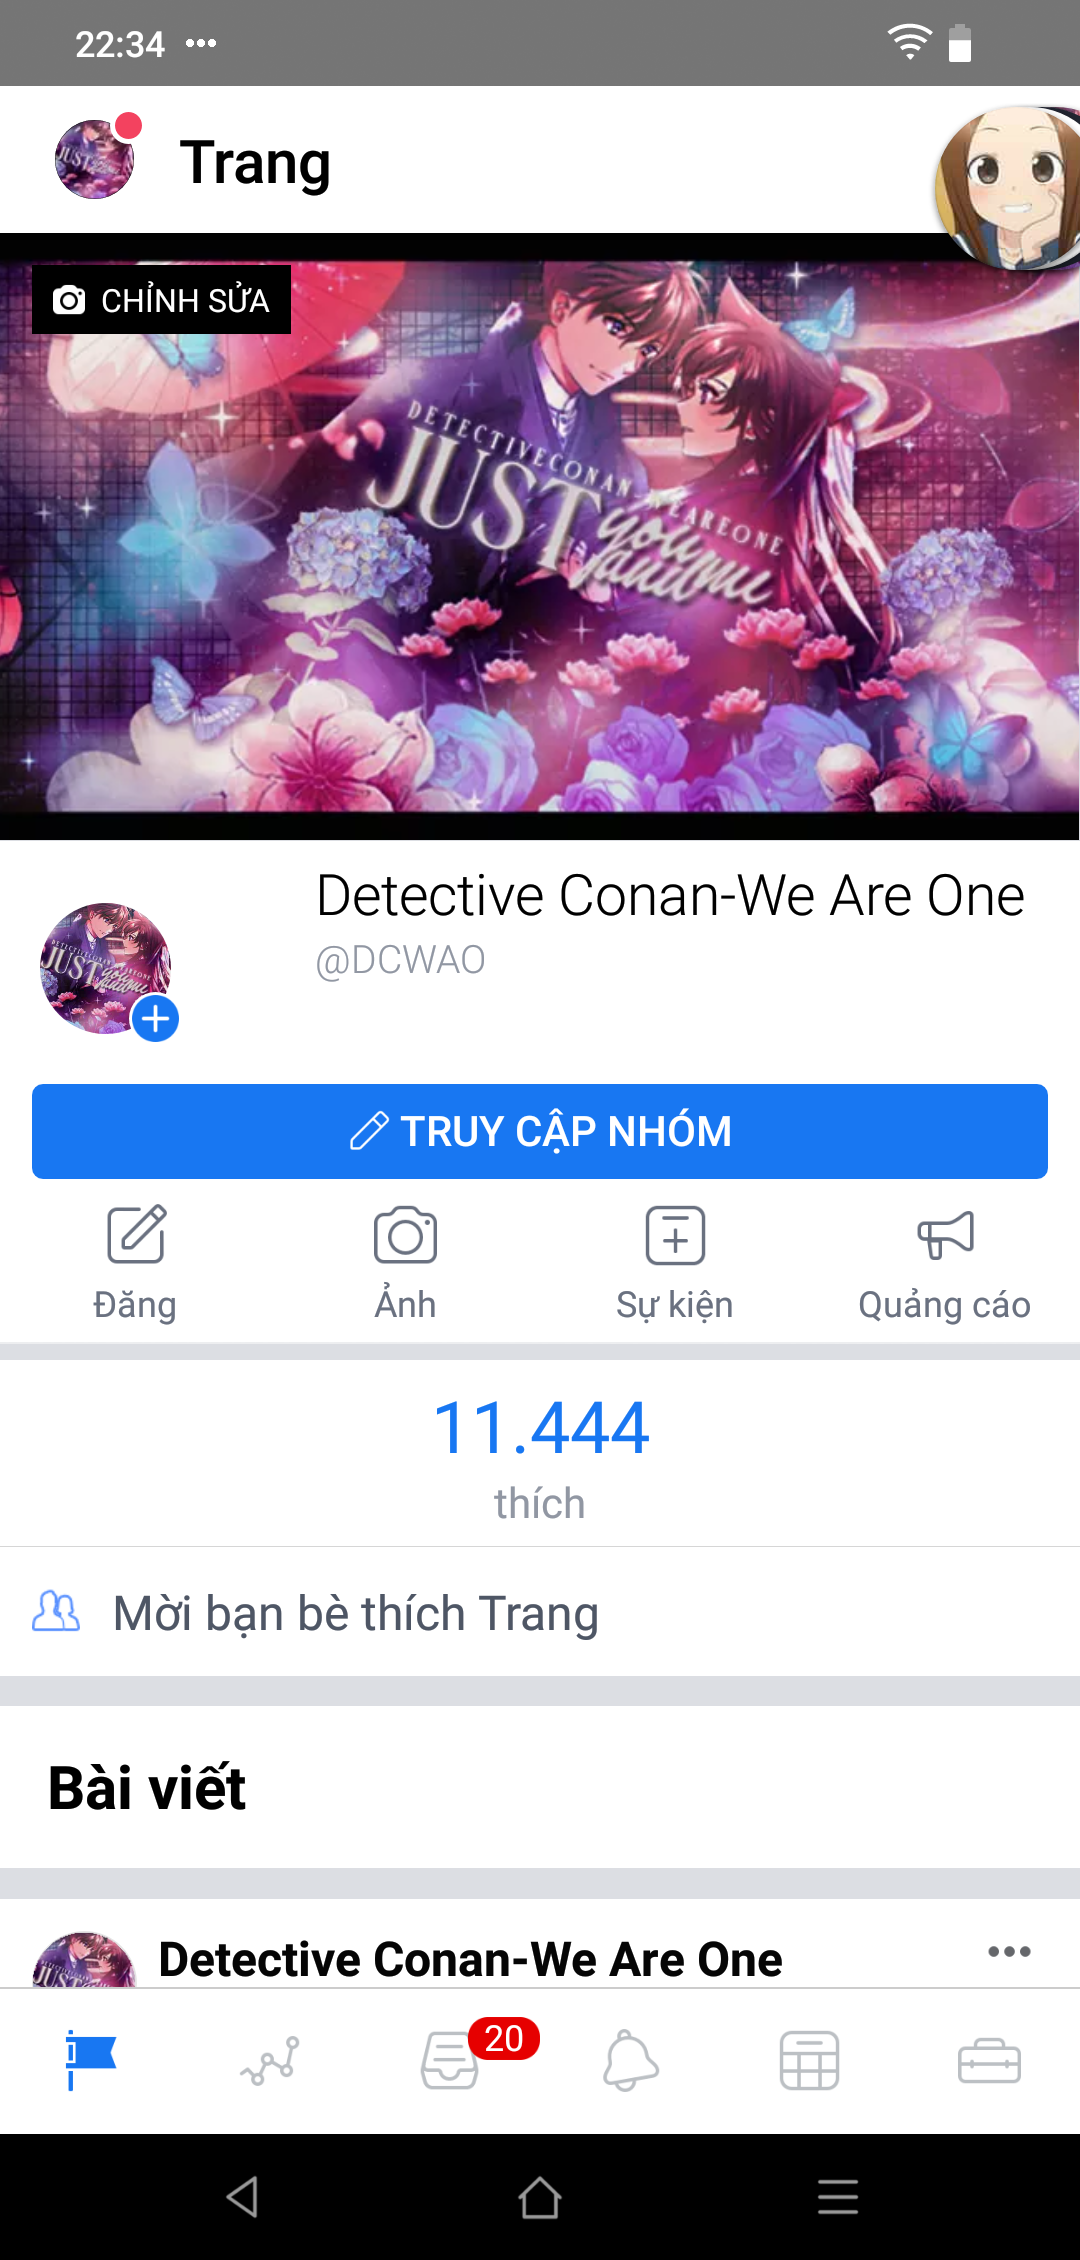 22:34
Trang
CHỈNH SỬA
DETECTIVECONAN WEAREONE
JUST you and me
Detective Conan-We Are One
@DCWAO
TRUY CẬP NHÓM
Đăng
Ảnh
Sự kiện
Quảng cáo
11.444
thích
Mời bạn bè thích Trang
Bài viết
Detective Conan-We Are One
20